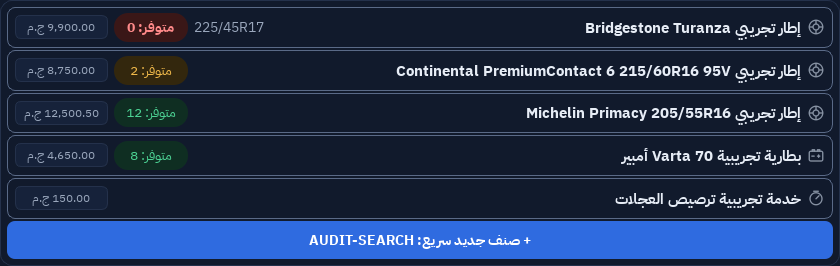 إطار تجريبي Bridgestone Turanza 225/45R17 متوفر: 0 9,900.00 ج.م
إطار تجريبي Continental PremiumContact 6 215/60R16 95V متوفر: 2 8,750.00 ج.م
إطار تجريبي Michelin Primacy 205/55R16 متوفر: 12 12,500.50 ج.م
بطارية تجريبية Varta 70 أمبير متوفر: 8 4,650.00 ج.م
خدمة تجريبية ترصيص العجلات 150.00 ج.م
+ صنف جديد سريع: AUDIT-SEARCH